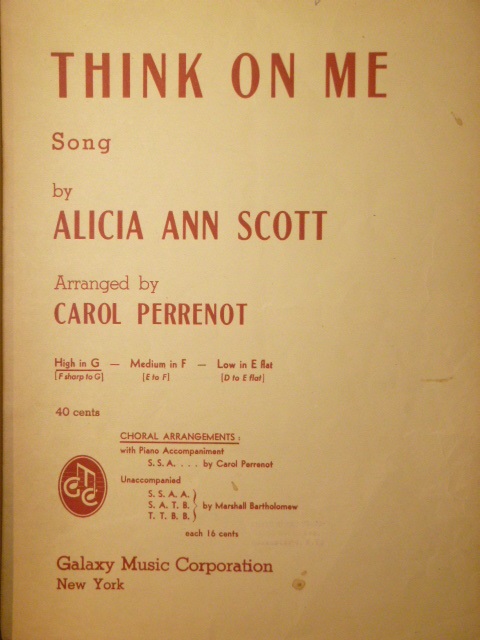 THINK ON ME
Song
by
ALICIA ANN SCOTT
Arranged by
CAROL PERRENOT
High in G — Medium in F — Low in E flat
(F sharp to G) (E to F) (D to E flat)
40 cents
CHORAL ARRANGEMENTS:
with Piano Accompaniment
S. S. A. . . . by Carol Perrenot
Unaccompanied
S. S. A. A.
S. A. T. B. } by Marshall Bartholomew
T. T. B. B.
each 16 cents
Galaxy Music Corporation
New York